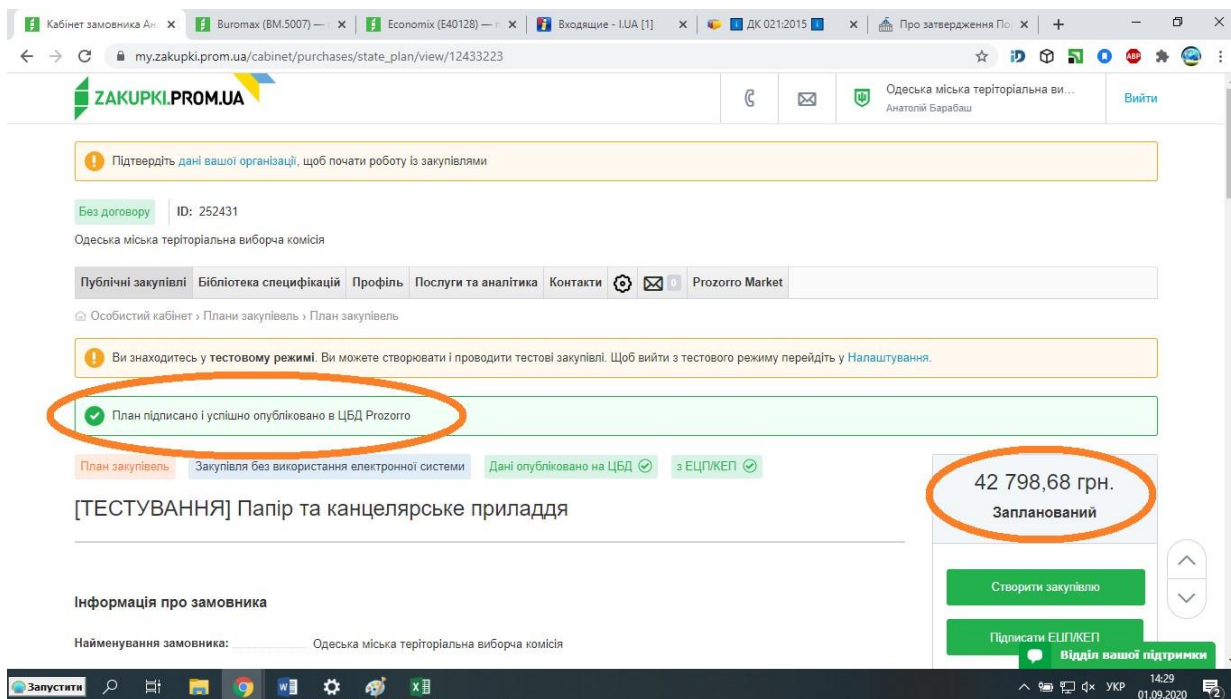 Кабінет замовника Ан
Buromax (BM.5007) —
Economix (E40128) —
Входящие - I.UA [1]
ДК 021:2015
Про затвердження По
my.zakupki.prom.ua/cabinet/purchases/state_plan/view/12433223
ZAKUPKI.PROM.UA
Одеська міська теріторіальна ви...
Анатолій Барабаш
Вийти
Підтвердіть дані вашої організації, щоб почати роботу із закупівлями
Без договору ID: 252431
Одеська міська теріторіальна виборча комісія
Публічні закупівлі Бібліотека специфікацій Профіль Послуги та аналітика Контакти 0 Prozorro Market
Особистий кабінет › Плани закупівель › План закупівель
Ви знаходитесь у тестовому режимі. Ви можете створювати і проводити тестові закупівлі. Щоб вийти з тестового режиму перейдіть у Налаштування.
План підписано і успішно опубліковано в ЦБД Prozorro
План закупівель Закупівля без використання електронної системи Дані опубліковано на ЦБД з ЕЦП/КЕП
42 798,68 грн.
Запланований
[ТЕСТУВАННЯ] Папір та канцелярське приладдя
Створити закупівлю
Інформація про замовника
Підписати ЕЦП/КЕП
Найменування замовника: Одеська міська теріторіальна виборча комісія
Відділ вашої підтримки
Запустити
УКР
14:29
01.09.2020